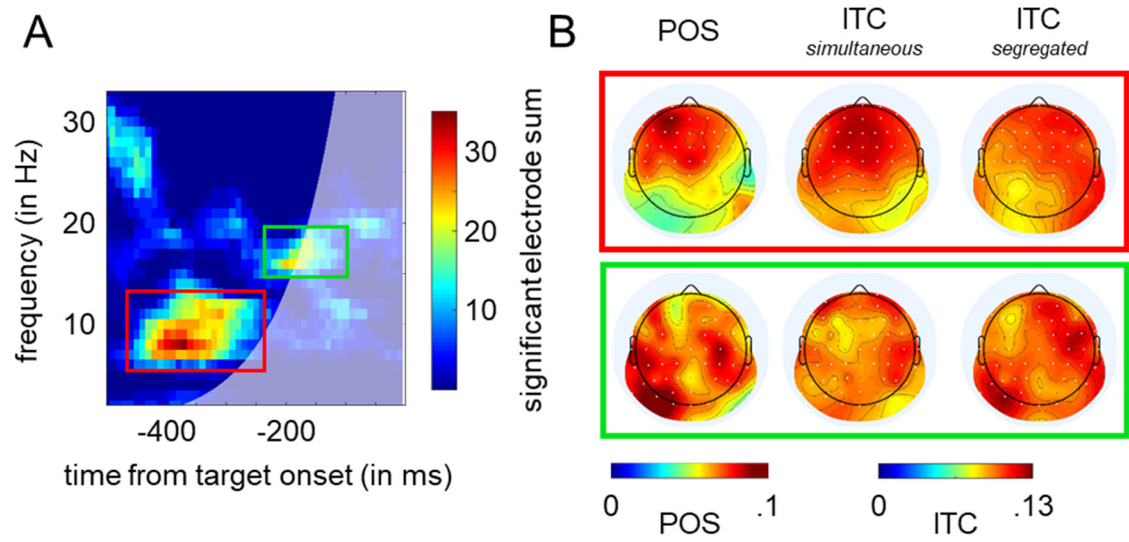 A
frequency (in Hz)
30
20
10
-400
-200
time from target onset (in ms)
30
20
10
significant electrode sum
B
POS
ITC
simultaneous
ITC
segregated
0
.1
POS
0
.13
ITC